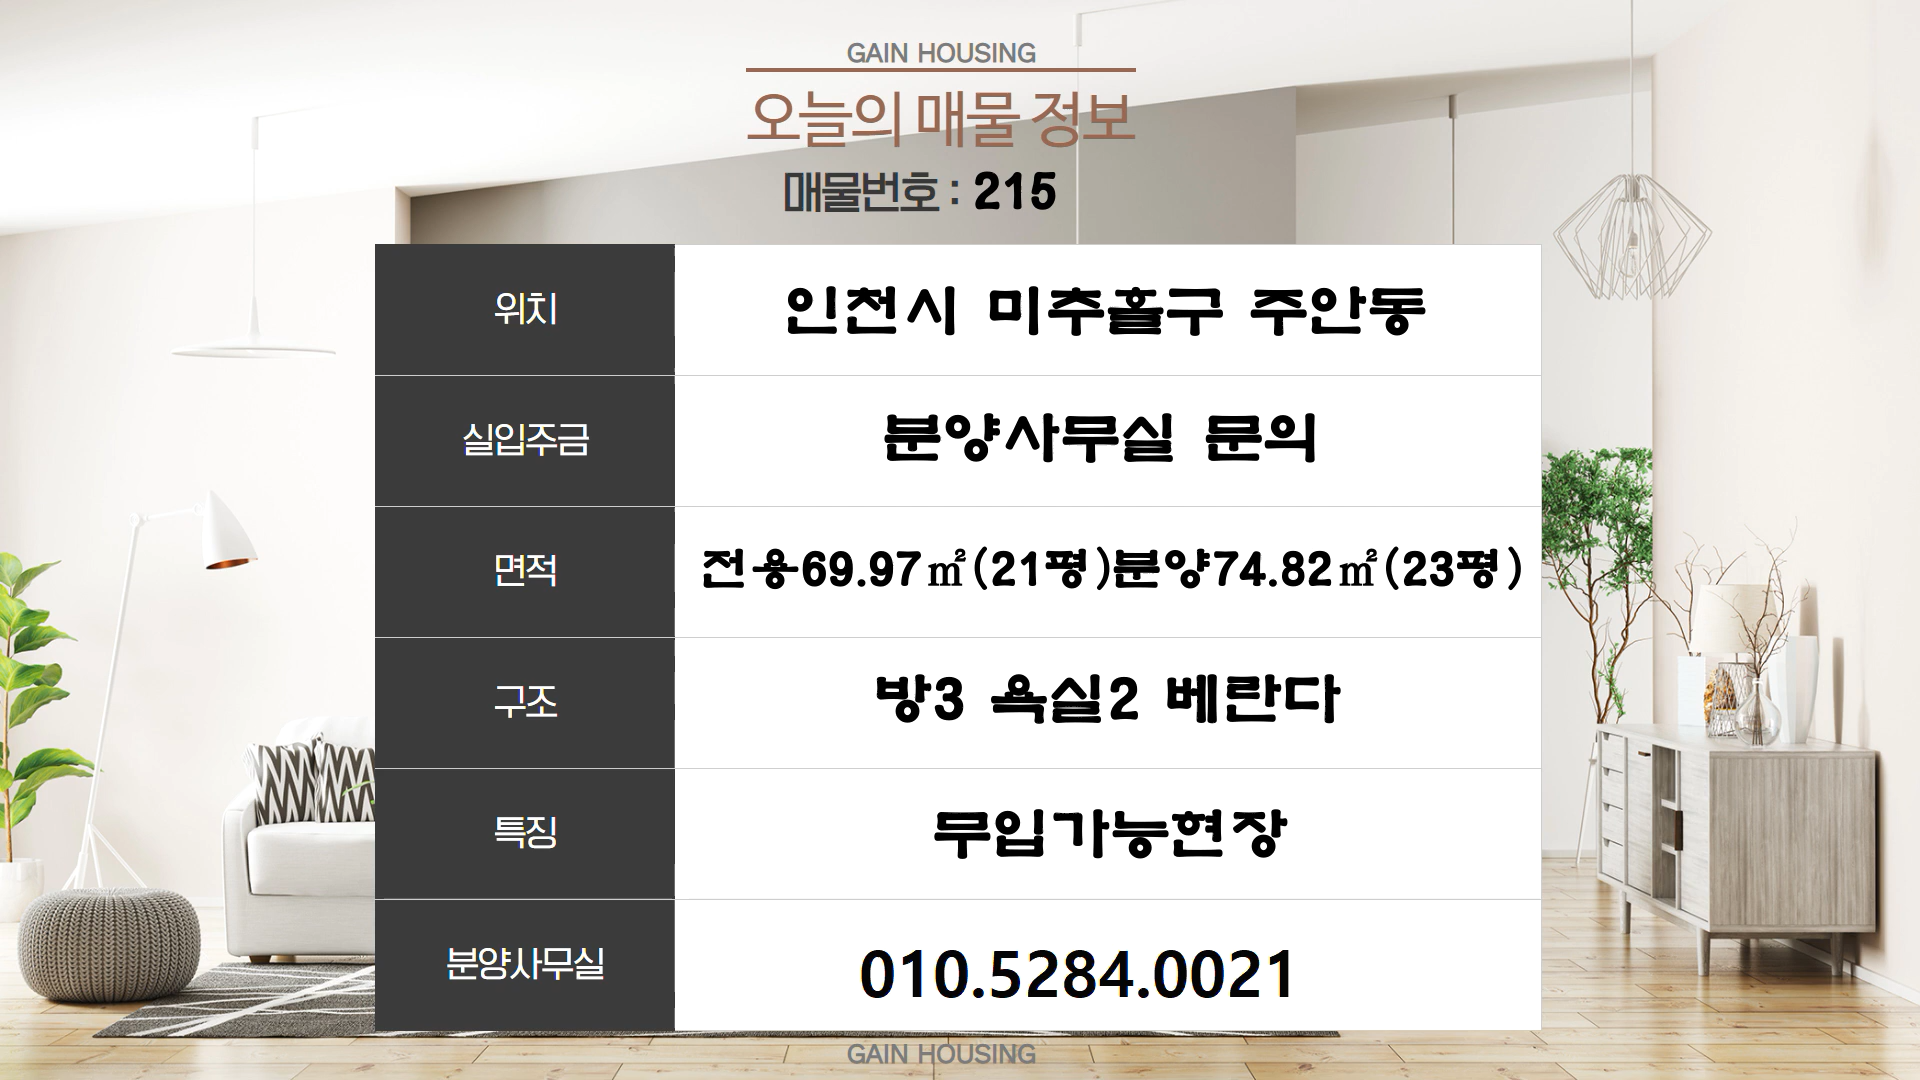 GAIN HOUSING
오늘의 매물 정보
매물번호 : 215
위치 인천시 미추홀구 주안동
실입주금 분양사무실 문의
면적 전용69.97㎡(21평)분양74.82㎡(23평)
구조 방3 욕실2 베란다
특징 무입가능현장
분양사무실 010.5284.0021
GAIN HOUSING